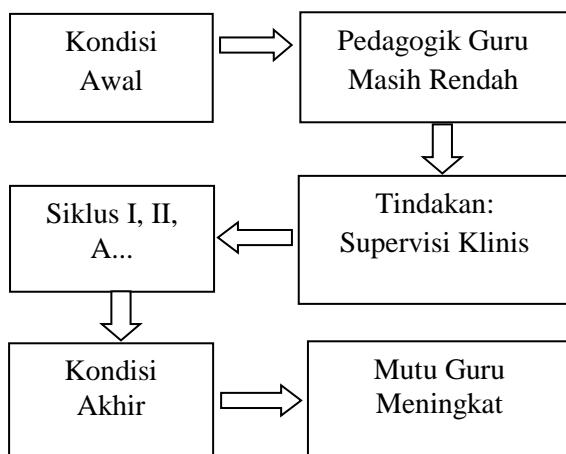 Kondisi
Awal
Pedagogik Guru
Masih Rendah
Tindakan:
Supervisi Klinis
Siklus I, II,
A...
Kondisi
Akhir
Mutu Guru
Meningkat